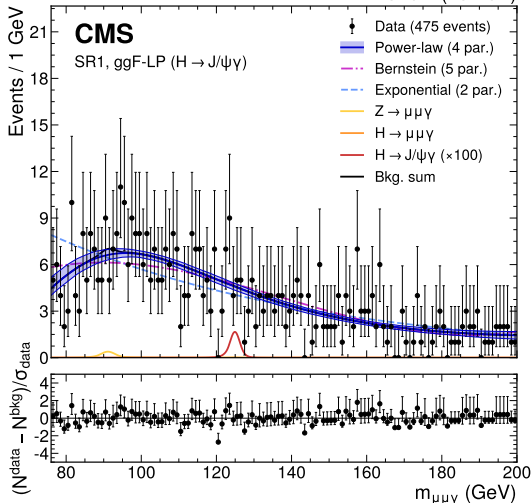 CMS
SR1, ggF-LP (H → J/ψγ)
Data (475 events)
Power-law (4 par.)
Bernstein (5 par.)
Exponential (2 par.)
Z → μμγ
H → μμγ
H → J/ψγ (×100)
Bkg. sum
Events / 1 GeV
21
18
15
12
9
6
3
0
(N^data − N^bkg)/σ_data
4
2
0
-2
-4
80 100 120 140 160 180 200
m_μμγ (GeV)